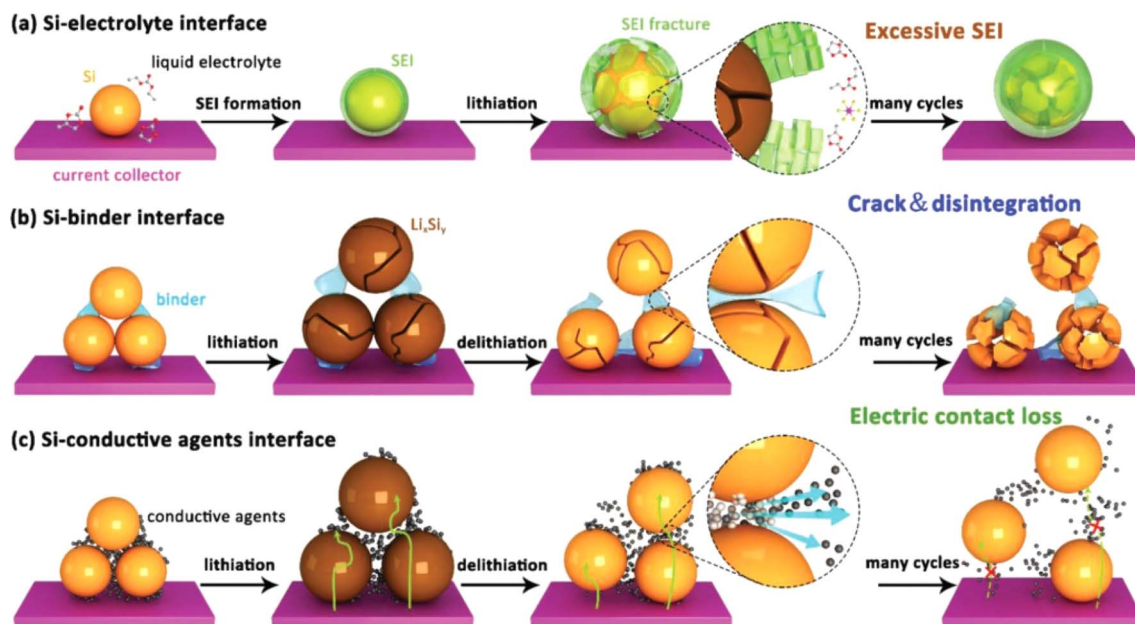 (a) Si-electrolyte interface
SEI fracture
Excessive SEI
Si
liquid electrolyte
SEI
SEI formation
lithiation
many cycles
current collector
(b) Si-binder interface
LixSiy
Crack & disintegration
binder
lithiation
delithiation
many cycles
(c) Si-conductive agents interface
Electric contact loss
conductive agents
lithiation
delithiation
many cycles